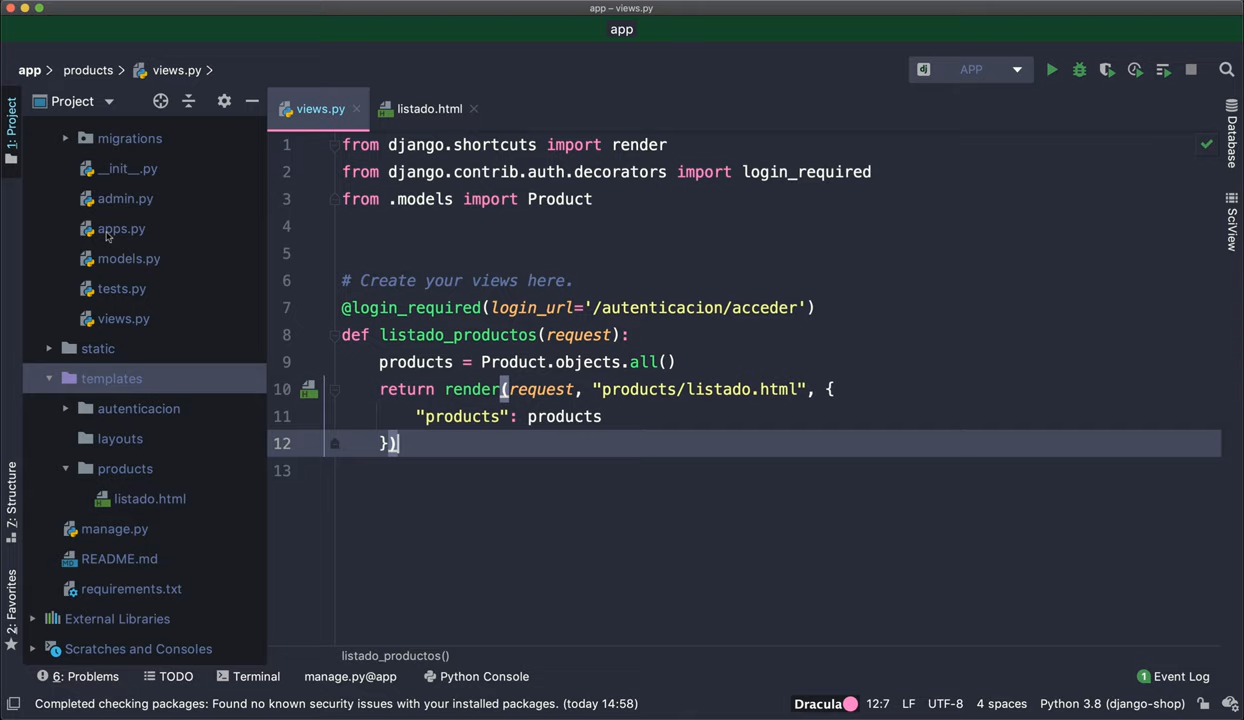 app – views.py
app
app
products
views.py
APP
Project
views.py
listado.html
1: Project
migrations
__init__.py
admin.py
apps.py
models.py
tests.py
views.py
static
templates
autenticacion
layouts
products
listado.html
manage.py
README.md
requirements.txt
External Libraries
Scratches and Consoles
7: Structure
2: Favorites
1 from django.shortcuts import render
2 from django.contrib.auth.decorators import login_required
3 from .models import Product
4
5
6 # Create your views here.
7 @login_required(login_url='/autenticacion/acceder')
8 def listado_productos(request):
9 products = Product.objects.all()
10 return render(request, "products/listado.html", {
11 "products": products
12 })
13
Database
SciView
listado_productos()
6: Problems
TODO
Terminal
manage.py@app
Python Console
1 Event Log
Completed checking packages: Found no known security issues with your installed packages. (today 14:58)
Dracula
12:7
LF
UTF-8
4 spaces
Python 3.8 (django-shop)